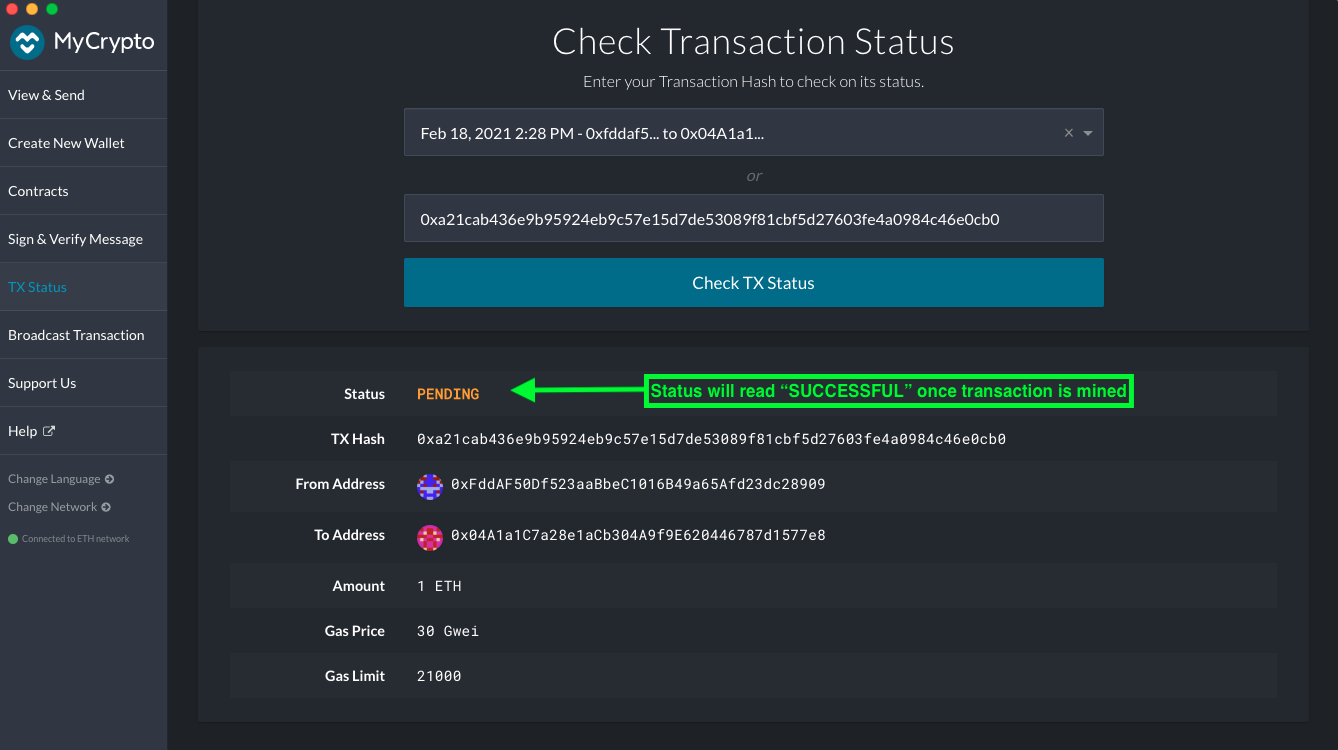 MyCrypto
View & Send
Create New Wallet
Contracts
Sign & Verify Message
TX Status
Broadcast Transaction
Support Us
Help
Change Language
Change Network
Connected to ETH network
Check Transaction Status
Enter your Transaction Hash to check on its status.
Feb 18, 2021 2:28 PM - 0xfddaf5... to 0x04A1a1...
or
0xa21cab436e9b95924eb9c57e15d7de53089f81cbf5d27603fe4a0984c46e0cb0
Check TX Status
Status PENDING Status will read “SUCCESSFUL” once transaction is mined
TX Hash 0xa21cab436e9b95924eb9c57e15d7de53089f81cbf5d27603fe4a0984c46e0cb0
From Address 0xFddAF50Df523aaBbeC1016B49a65Afd23dc28909
To Address 0x04A1a1C7a28e1aCb304A9f9E620446787d1577e8
Amount 1 ETH
Gas Price 30 Gwei
Gas Limit 21000